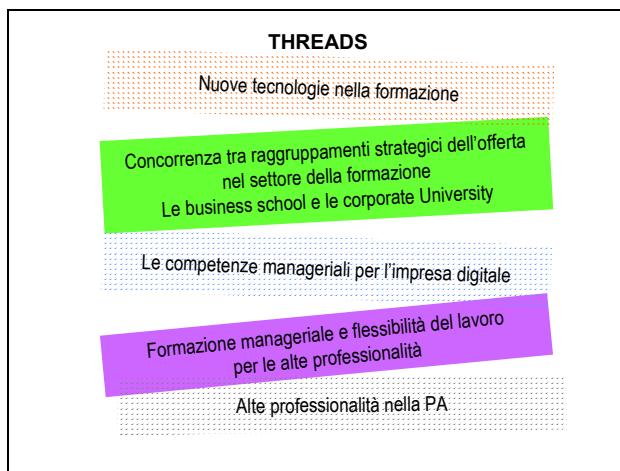 THREADS
Nuove tecnologie nella formazione
Concorrenza tra raggruppamenti strategici dell'offerta
nel settore della formazione
Le business school e le corporate University
Le competenze manageriali per l'impresa digitale
Formazione manageriale e flessibilità del lavoro
per le alte professionalità
Alte professionalità nella PA